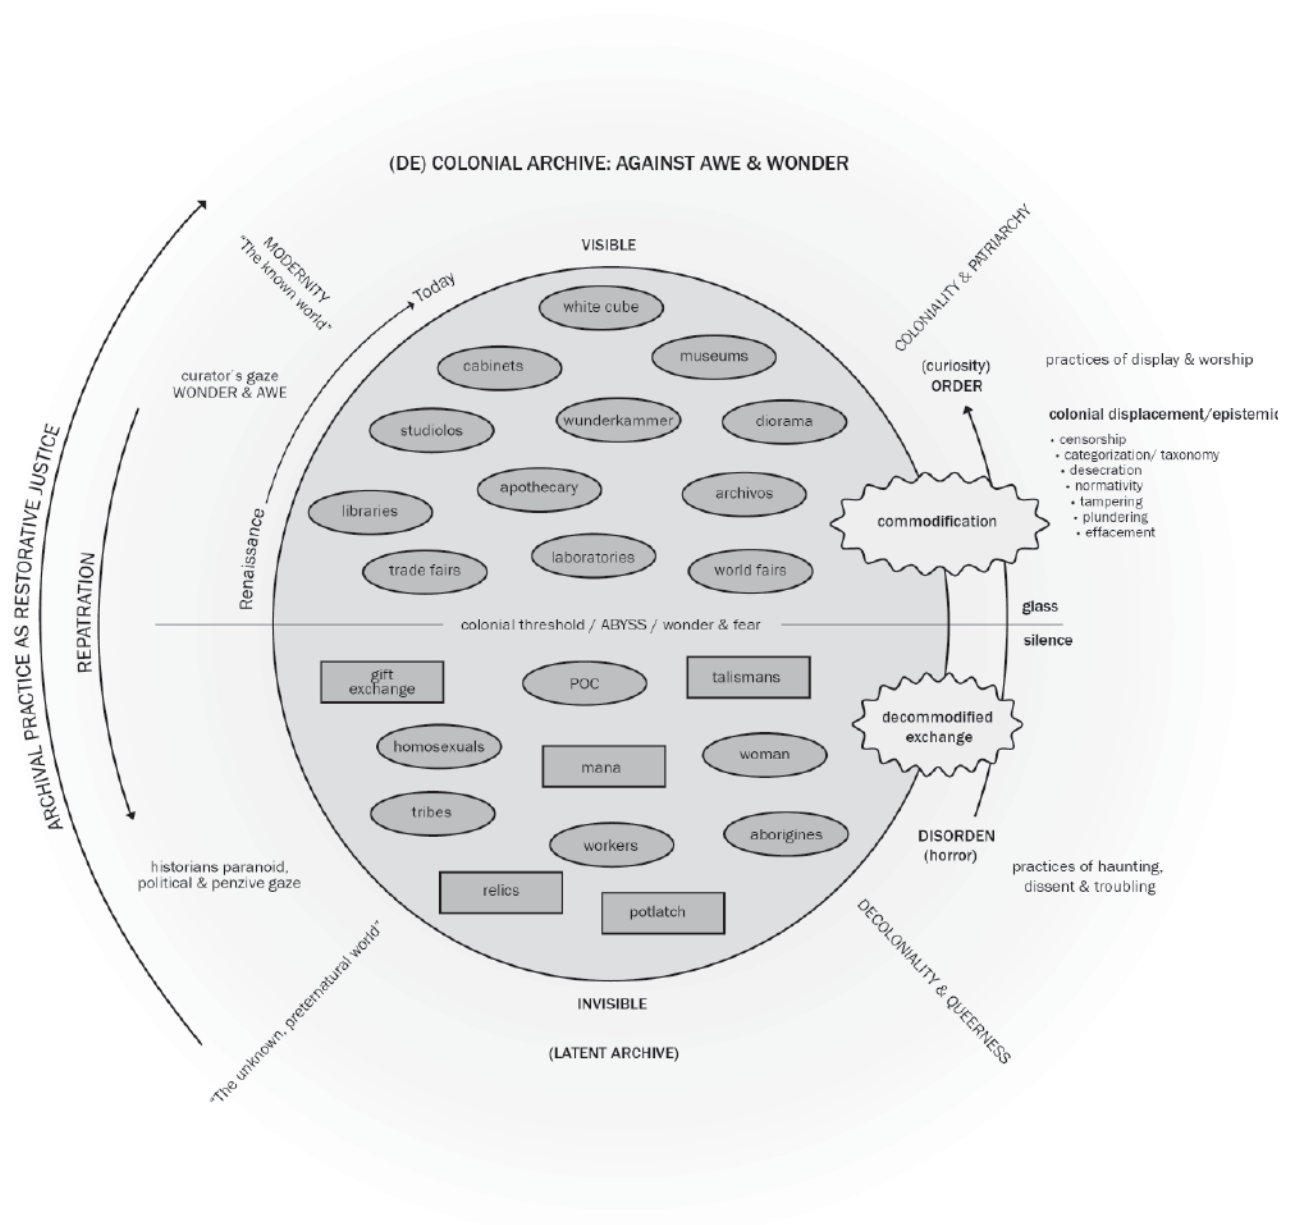 (DE) COLONIAL ARCHIVE: AGAINST AWE & WONDER
VISIBLE
MODERNITY
"The known world"
Today
COLONIALITY & PATRIARCHY
white cube
cabinets
museums
curator's gaze
WONDER & AWE
(curiosity)
ORDER
practices of display & worship
studiolos
wunderkammer
diorama
colonial displacement/epistemic
• censorship
• categorization/ taxonomy
• desecration
• normativity
• tampering
• plundering
• effacement
libraries
apothecary
archivos
commodification
Renaissance
trade fairs
laboratories
world fairs
ARCHIVAL PRACTICE AS RESTORATIVE JUSTICE
REPATRATION
colonial threshold / ABYSS / wonder & fear
glass
silence
gift
exchange
POC
talismans
decommodified
exchange
homosexuals
mana
woman
tribes
workers
aborigines
DISORDEN
(horror)
historians paranoid,
political & penzive gaze
practices of haunting,
dissent & troubling
relics
potlatch
"The unknown, preternatural world"
DECOLONIALITY & QUEERNESS
INVISIBLE
(LATENT ARCHIVE)